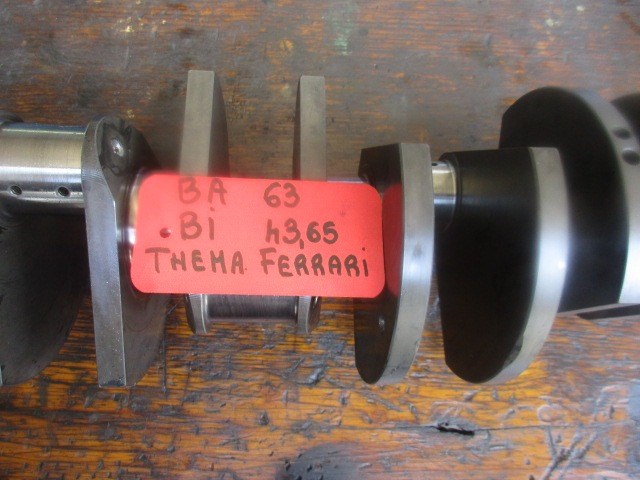 BA 63
Bi 43,65
THEMA FERRARi